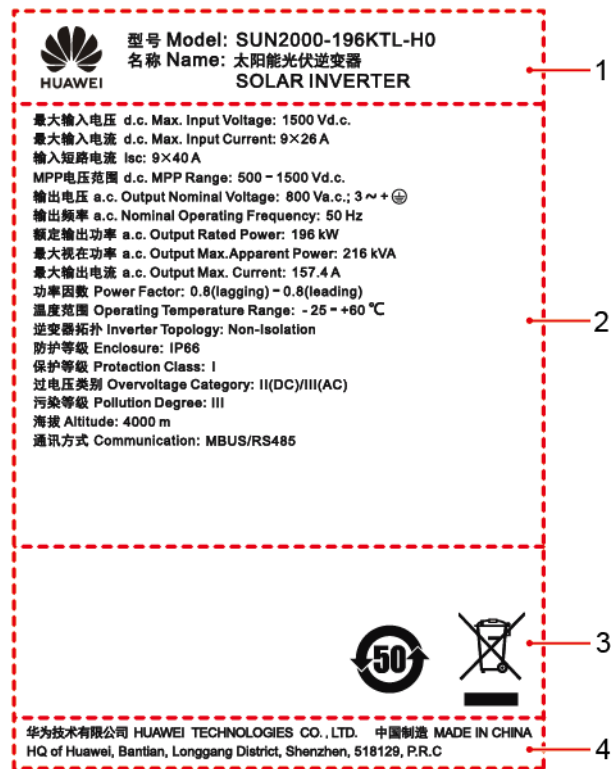 HUAWEI
型号 Model: SUN2000-196KTL-H0
名称 Name: 太阳能光伏逆变器
SOLAR INVERTER
1
最大输入电压 d.c. Max. Input Voltage: 1500 Vd.c.
最大输入电流 d.c. Max. Input Current: 9×26 A
输入短路电流 Isc: 9×40 A
MPP电压范围 d.c. MPP Range: 500 - 1500 Vd.c.
输出电压 a.c. Output Nominal Voltage: 800 Va.c.; 3 ~ + ⏚
输出频率 a.c. Nominal Operating Frequency: 50 Hz
额定输出功率 a.c. Output Rated Power: 196 kW
最大视在功率 a.c. Output Max.Apparent Power: 216 kVA
最大输出电流 a.c. Output Max. Current: 157.4 A
功率因数 Power Factor: 0.8(lagging) - 0.8(leading)
温度范围 Operating Temperature Range: - 25 - +60 ℃
逆变器拓扑 Inverter Topology: Non-Isolation
防护等级 Enclosure: IP66
保护等级 Protection Class: I
过电压类别 Overvoltage Category: II(DC)/III(AC)
污染等级 Pollution Degree: III
海拔 Altitude: 4000 m
通讯方式 Communication: MBUS/RS485
2
50
3
华为技术有限公司 HUAWEI TECHNOLOGIES CO., LTD. 中国制造 MADE IN CHINA
HQ of Huawei, Bantian, Longgang District, Shenzhen, 518129, P.R.C
4